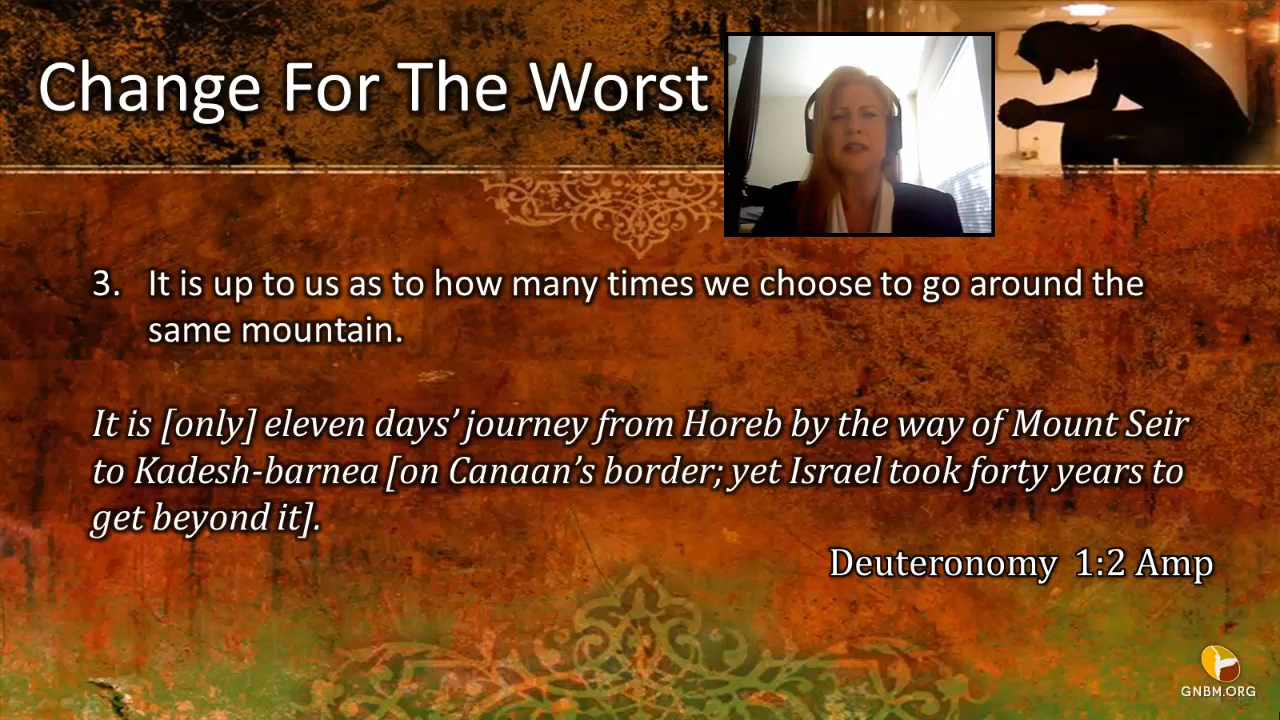 Change For The Worst
3. It is up to us as to how many times we choose to go around the
same mountain.
It is [only] eleven days’ journey from Horeb by the way of Mount Seir
to Kadesh-barnea [on Canaan’s border; yet Israel took forty years to
get beyond it].
Deuteronomy 1:2 Amp
GNBM.ORG